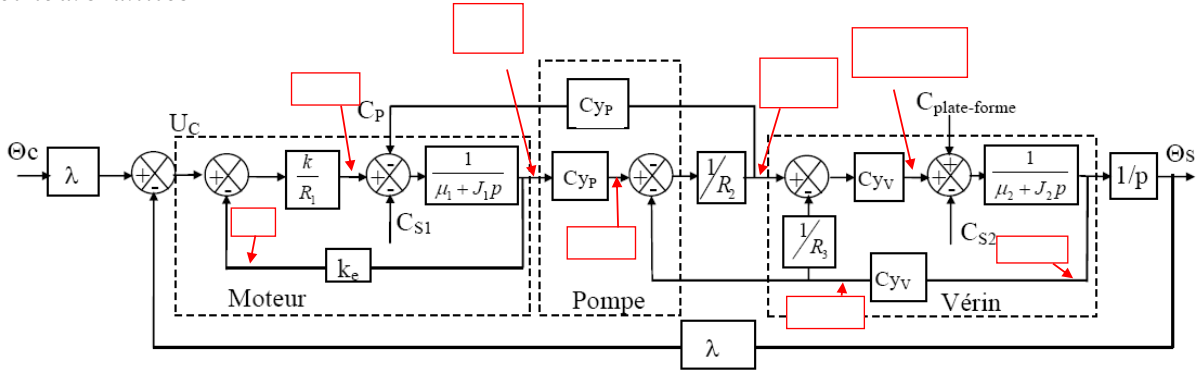 Cy_P
C_P
C_plate-forme
U_C
Θc
λ
k/R_1
1/(μ_1 + J_1 p)
Cy_P
1/R_2
Cy_V
1/(μ_2 + J_2 p)
1/p
Θs
C_S1
1/R_3
C_S2
k_e
Cy_V
Moteur
Pompe
Vérin
λ